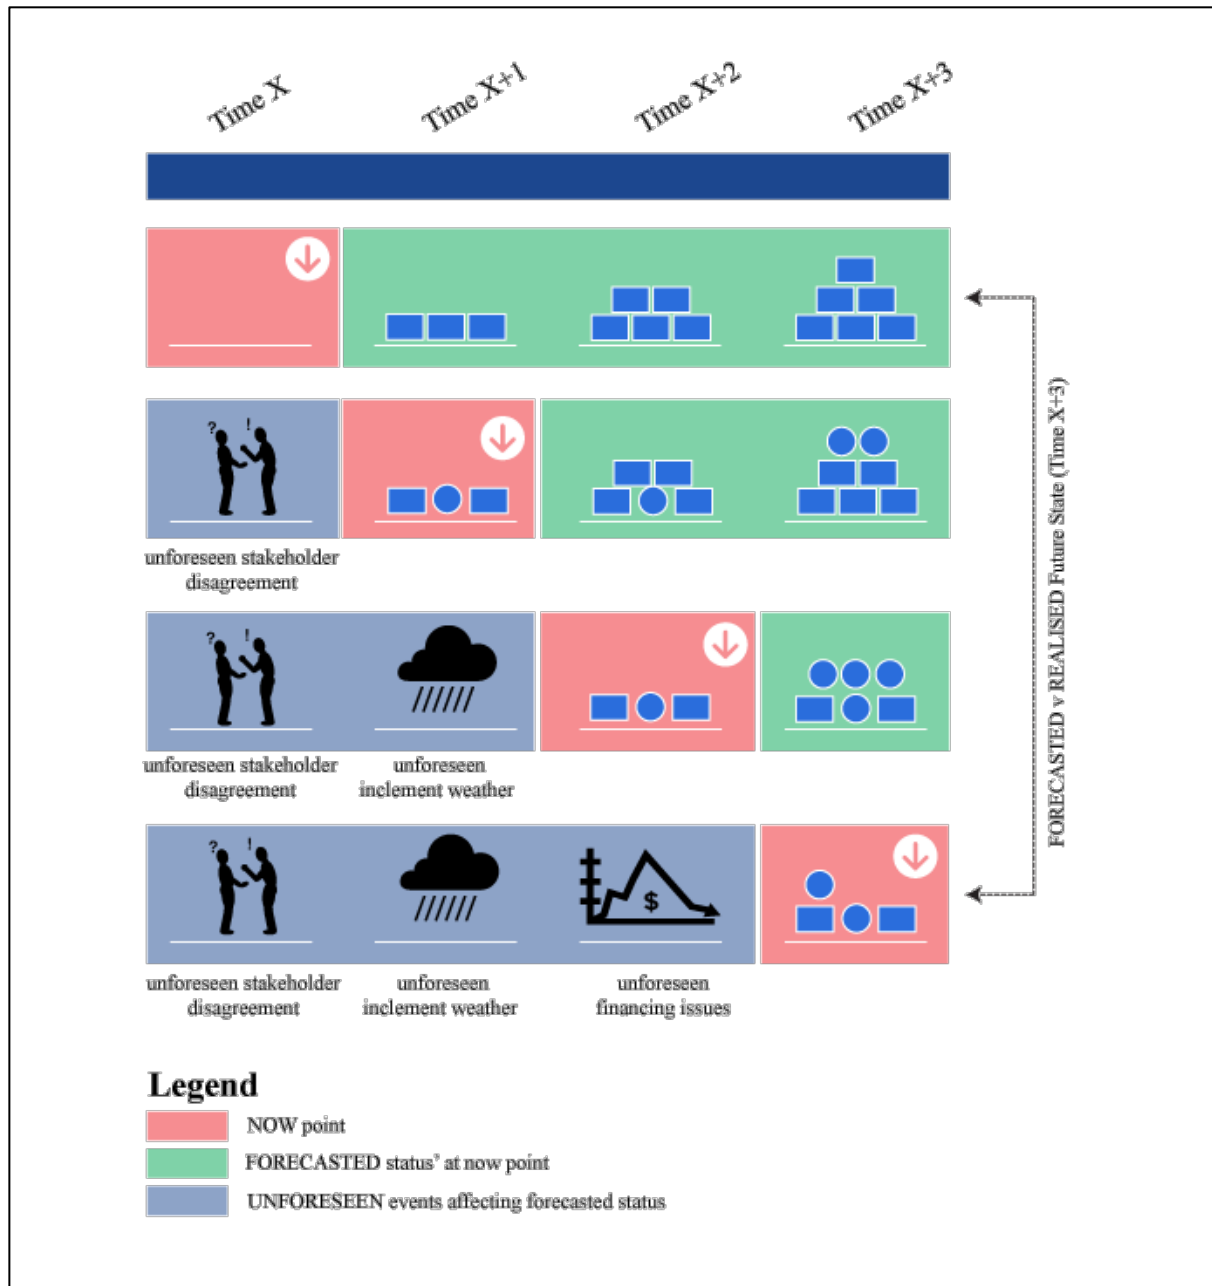 Time X
Time X+1
Time X+2
Time X+3
? !
unforeseen stakeholder
disagreement
? !
unforeseen stakeholder
disagreement
unforeseen
inclement weather
? !
$
unforeseen stakeholder
disagreement
unforeseen
inclement weather
unforeseen
financing issues
FORECASTED v REALISED Future State (Time X+3)
Legend
NOW point
FORECASTED status' at now point
UNFORESEEN events affecting forecasted status